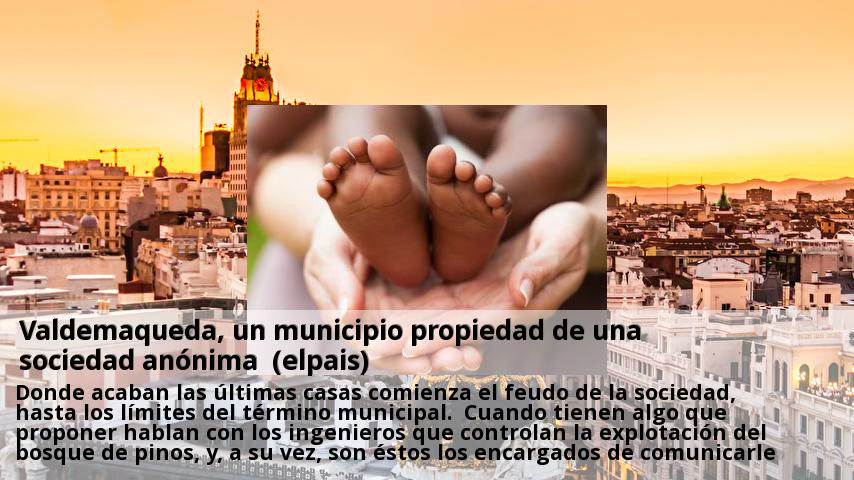 Valdemaqueda, un municipio propiedad de una
sociedad anónima (elpais)
Donde acaban las últimas casas comienza el feudo de la sociedad,
hasta los límites del término municipal. Cuando tienen algo que
proponer hablan con los ingenieros que controlan la explotación del
bosque de pinos, y, a su vez, son éstos los encargados de comunicarle